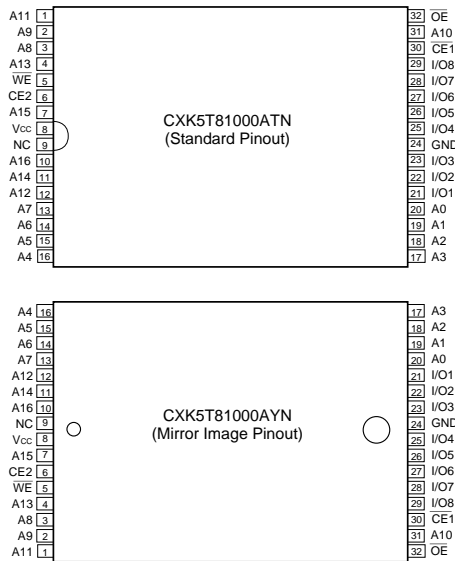 A11 1 32 OE
A9 2 31 A10
A8 3 30 CE1
A13 4 29 I/O8
WE 5 28 I/O7
CE2 6 27 I/O6
A15 7 26 I/O5
Vcc 8 25 I/O4
NC 9 24 GND
A16 10 23 I/O3
A14 11 22 I/O2
A12 12 21 I/O1
A7 13 20 A0
A6 14 19 A1
A5 15 18 A2
A4 16 17 A3
CXK5T81000ATN
(Standard Pinout)
A4 16 17 A3
A5 15 18 A2
A6 14 19 A1
A7 13 20 A0
A12 12 21 I/O1
A14 11 22 I/O2
A16 10 23 I/O3
NC 9 24 GND
Vcc 8 25 I/O4
A15 7 26 I/O5
CE2 6 27 I/O6
WE 5 28 I/O7
A13 4 29 I/O8
A8 3 30 CE1
A9 2 31 A10
A11 1 32 OE
CXK5T81000AYN
(Mirror Image Pinout)